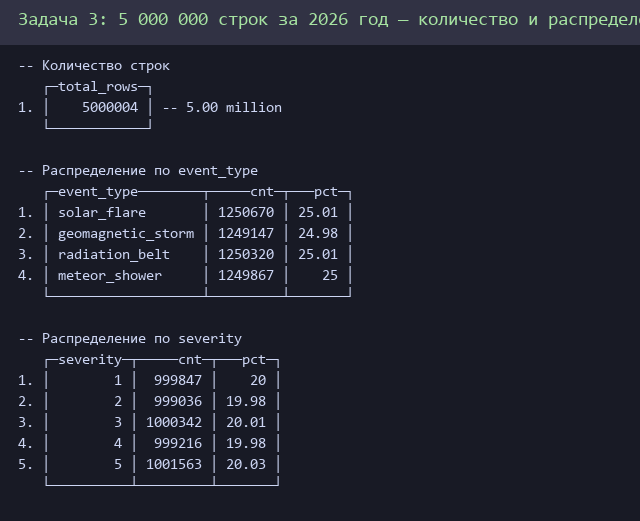 Задача 3: 5 000 000 строк за 2026 год — количество и распредел
-- Количество строк
┌─total_rows─┐
1. │    5000004 │ -- 5.00 million
└────────────┘
-- Распределение по event_type
┌─event_type───────┬─────cnt─┬───pct─┐
1. │ solar_flare       │ 1250670 │ 25.01 │
2. │ geomagnetic_storm │ 1249147 │ 24.98 │
3. │ radiation_belt    │ 1250320 │ 25.01 │
4. │ meteor_shower     │ 1249867 │    25 │
└───────────────────┴─────────┴───────┘
-- Распределение по severity
┌─severity─┬─────cnt─┬───pct─┐
1. │        1 │  999847 │    20 │
2. │        2 │  999036 │ 19.98 │
3. │        3 │ 1000342 │ 20.01 │
4. │        4 │  999216 │ 19.98 │
5. │        5 │ 1001563 │ 20.03 │
└──────────┴─────────┴───────┘